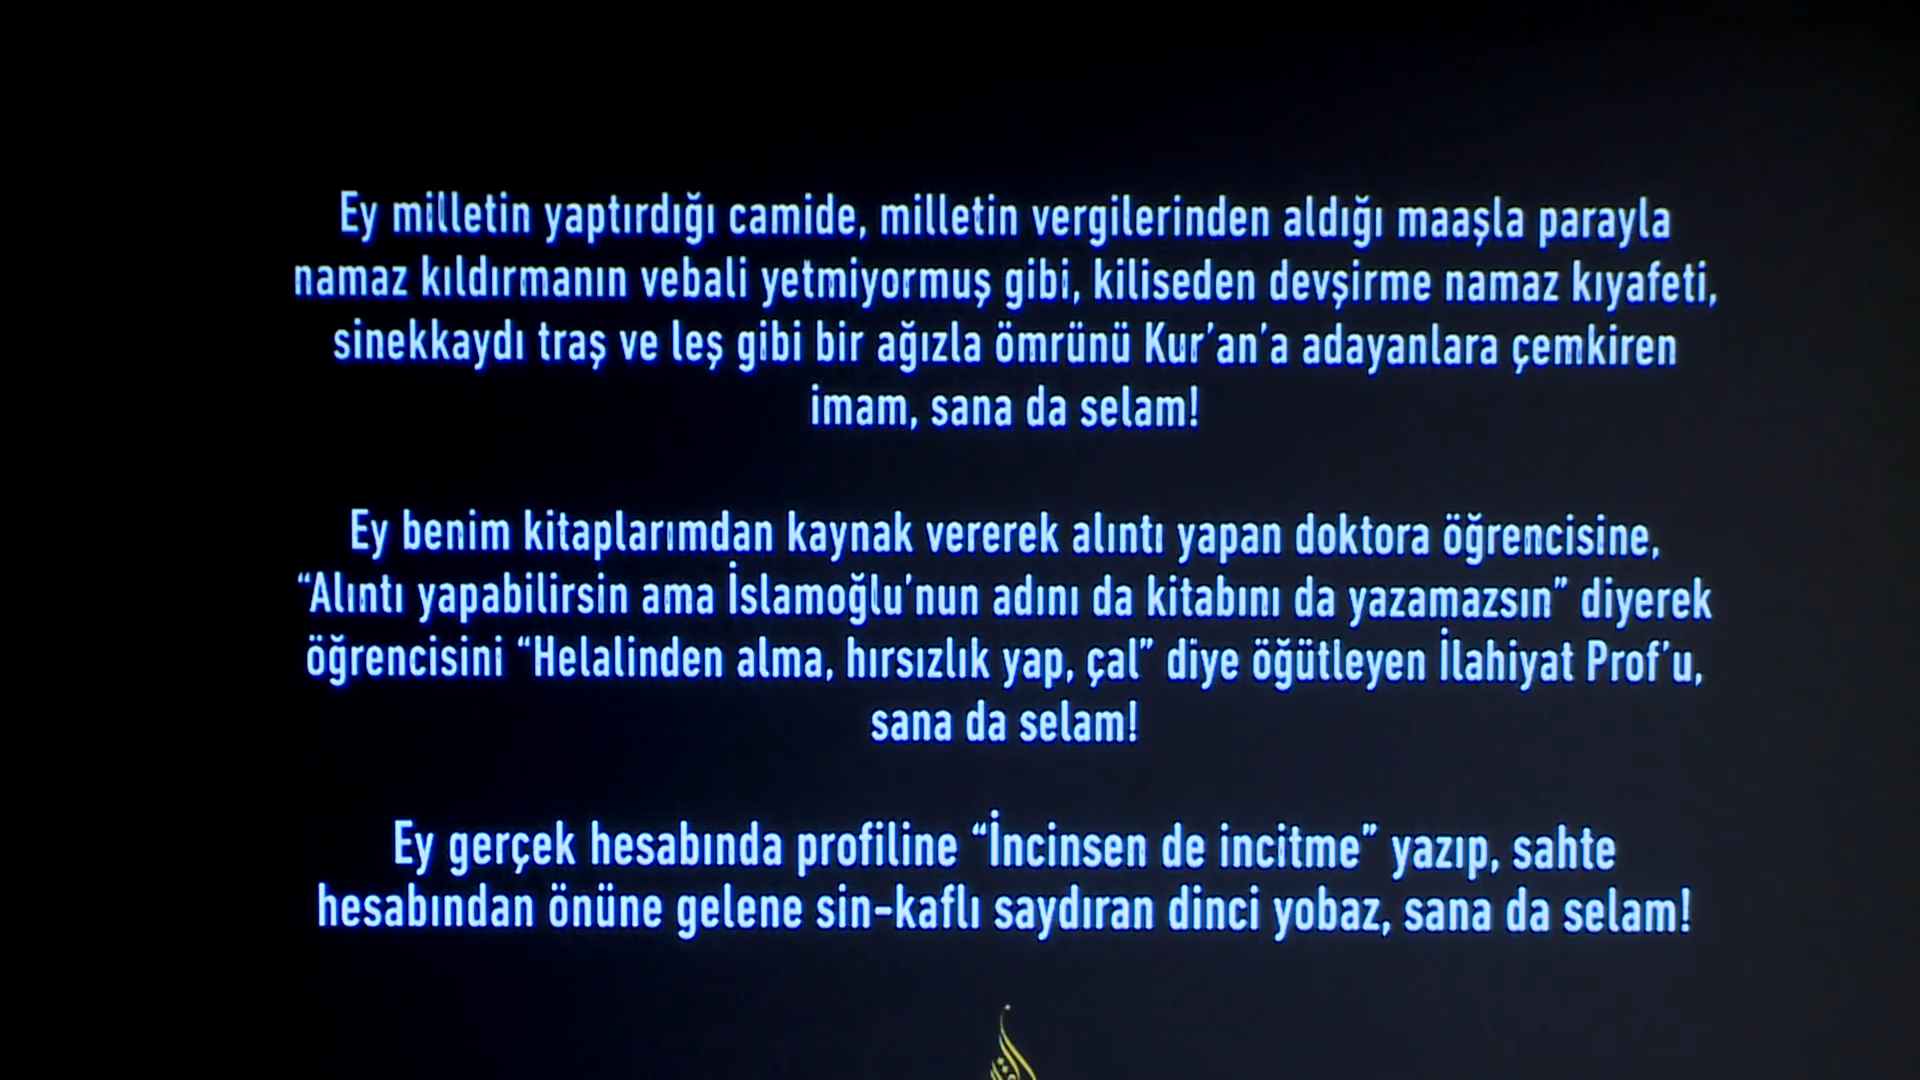 Ey milletin yaptırdığı camide, milletin vergilerinden aldığı maaşla parayla
namaz kıldırmanın vebali yetmiyormuş gibi, kiliseden devşirme namaz kıyafeti,
sinekkaydı traş ve leş gibi bir ağızla ömrünü Kur’an’a adayanlara çemkiren
imam, sana da selam!
Ey benim kitaplarımdan kaynak vererek alıntı yapan doktora öğrencisine,
“Alıntı yapabilirsin ama İslamoğlu’nun adını da kitabını da yazamazsın” diyerek
öğrencisini “Helalinden alma, hırsızlık yap, çal” diye öğütleyen İlahiyat Prof’u,
sana da selam!
Ey gerçek hesabında profiline “İncinsen de incitme” yazıp, sahte
hesabından önüne gelene sin-kaflı saydıran dinci yobaz, sana da selam!